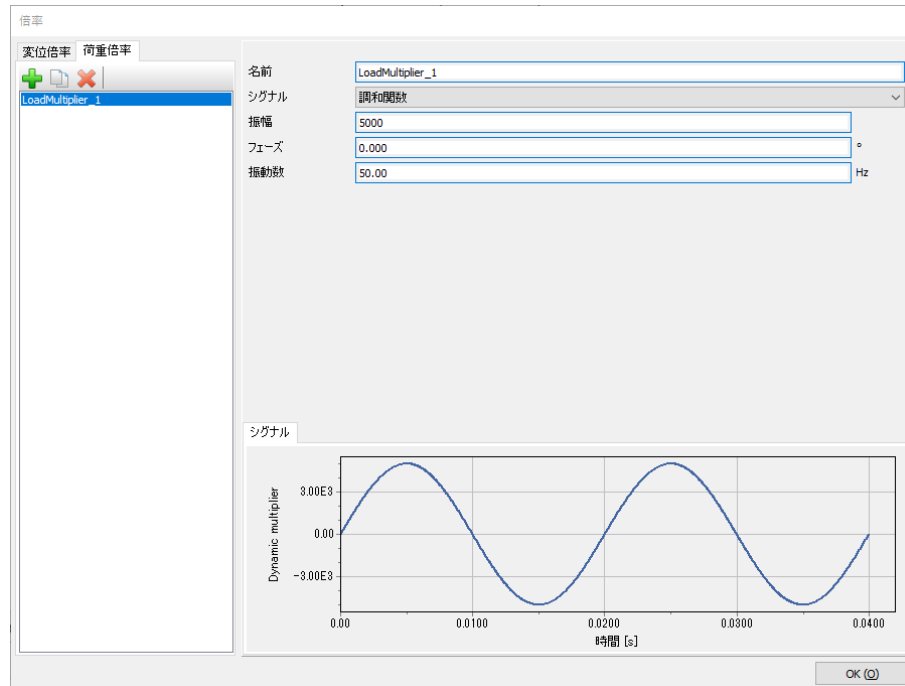 倍率
変位倍率 荷重倍率
LoadMultiplier_1
名前 LoadMultiplier_1
シグナル 調和関数
振幅 5000
フェーズ 0.000 °
振動数 50.00 Hz
シグナル
Dynamic multiplier
3.00E3
0.00
-3.00E3
0.00 0.0100 0.0200 0.0300 0.0400
時間 [s]
OK (O)